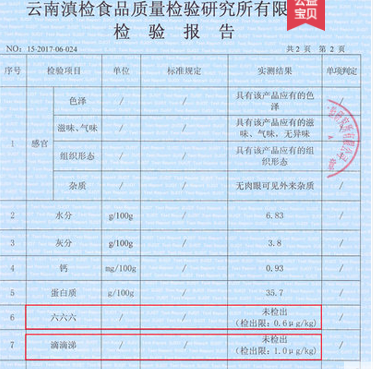 云南滇检食品质量检验研究所有限
公益
宝贝
检 验 报 告
NO: 15-2017-06-024
共 2 页 第 2 页
序号 检验项目 单位 标准规定 实测结果 单项判定
1 感官 色泽 / / 具有该产品应有的色泽 /
滋味、气味 / / 具有该产品应有的滋味、气味，无异味 /
组织形态 / / 具有该产品应有的组织形态 /
杂质 / / 无肉眼可见外来杂质 /
2 水分 g/100g / 6.83 /
3 灰分 g/100g / 3.8 /
4 钙 mg/100g / 0.93 /
5 蛋白质 g/100g / 35.7 /
6 六六六 / / 未检出 /
(检出限: 0.6μg/kg)
7 滴滴涕 / / 未检出 /
(检出限: 1.0μg/kg)